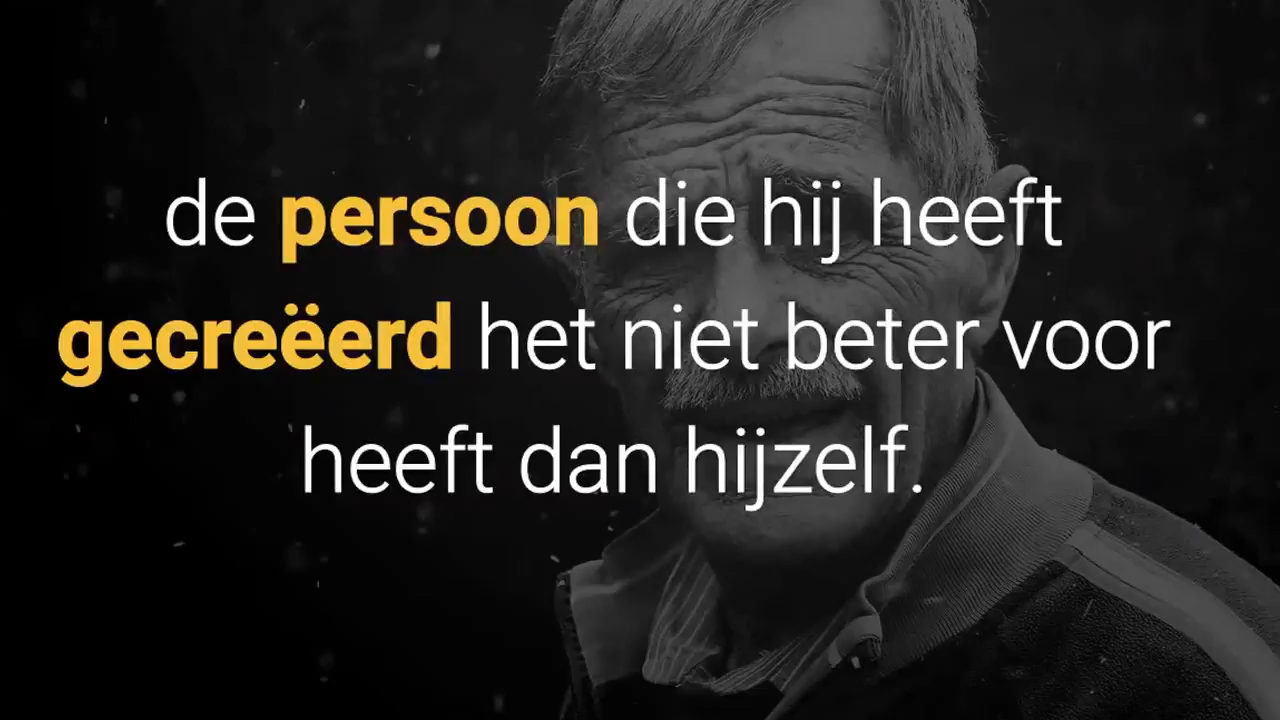 de persoon die hij heeft
gecreëerd het niet beter voor
heeft dan hijzelf.